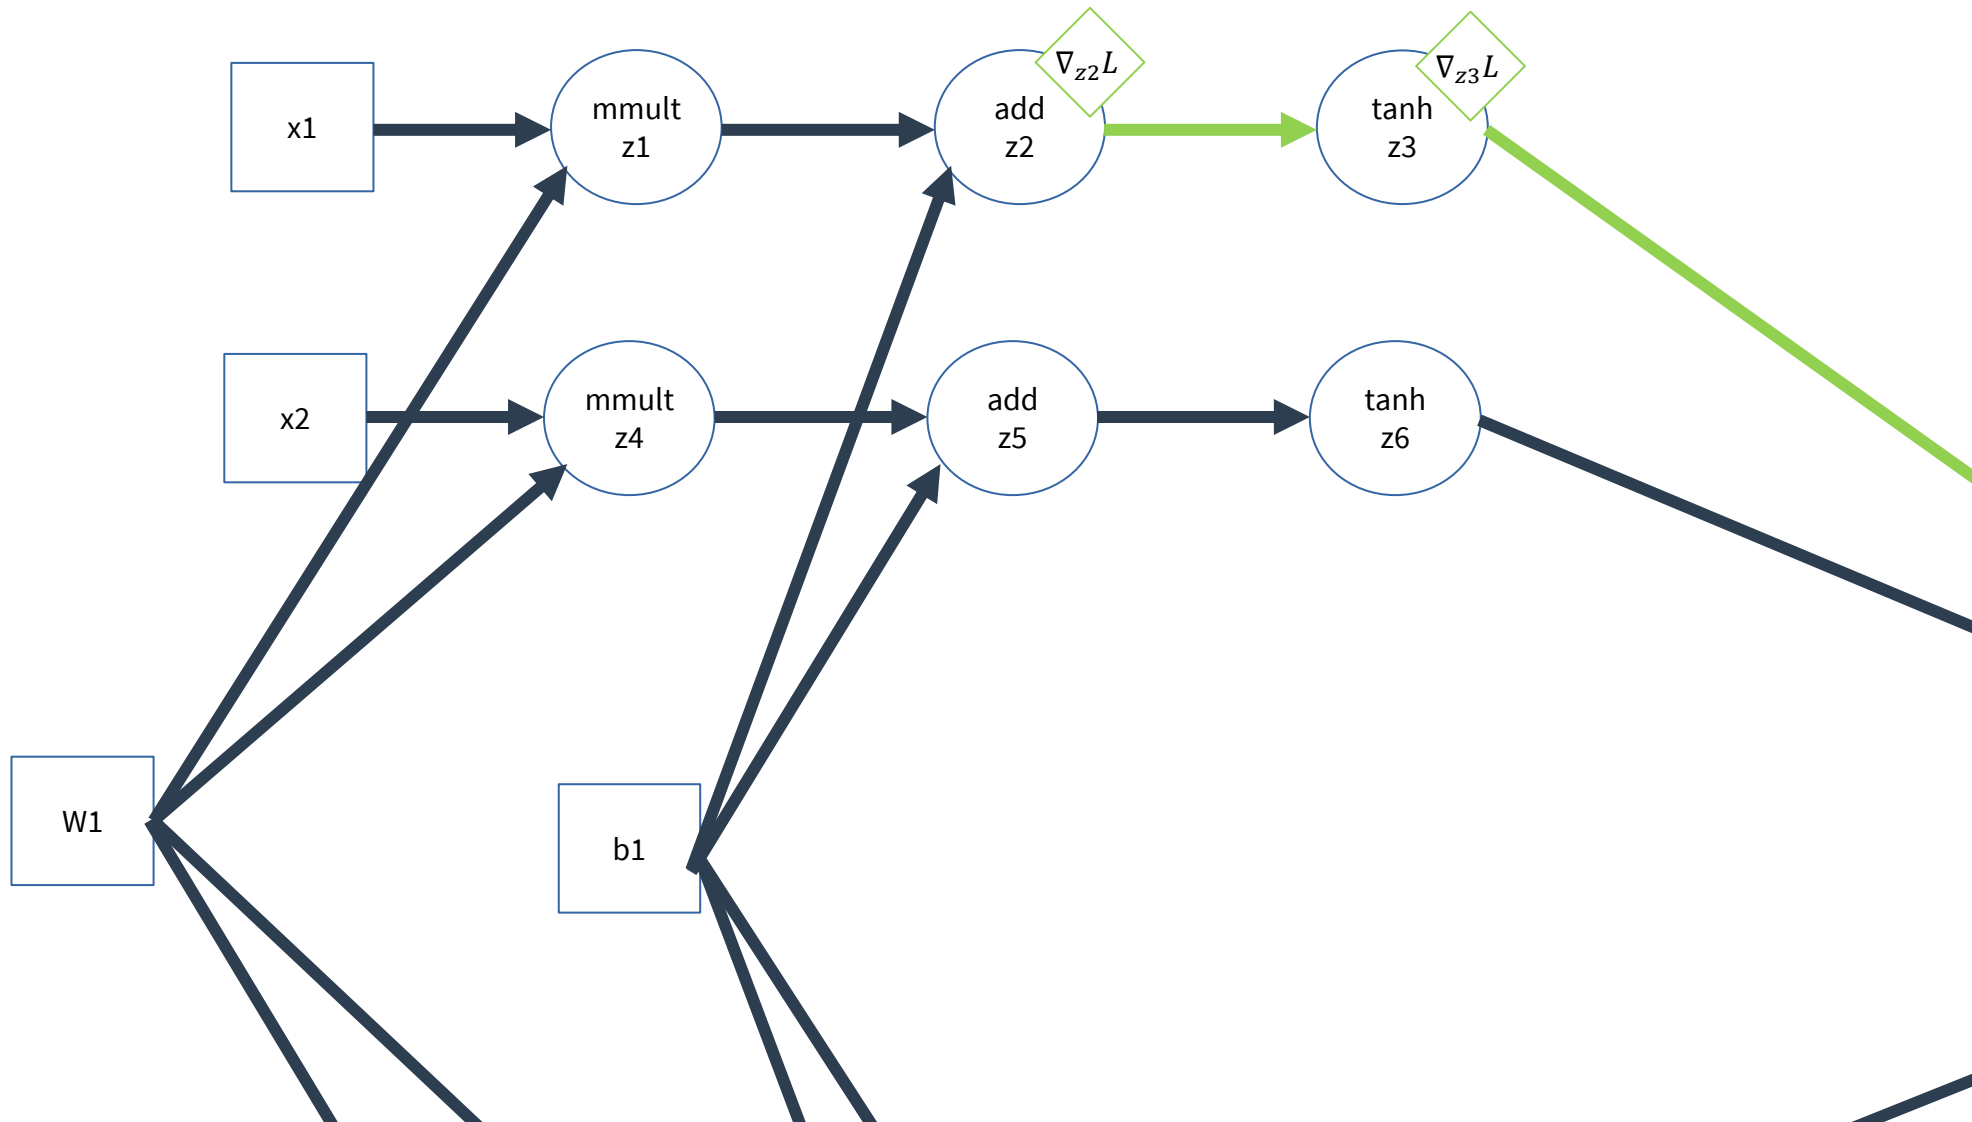 x1
mmult
z1
add
z2
∇z2L
tanh
z3
∇z3L
x2
mmult
z4
add
z5
tanh
z6
W1
b1